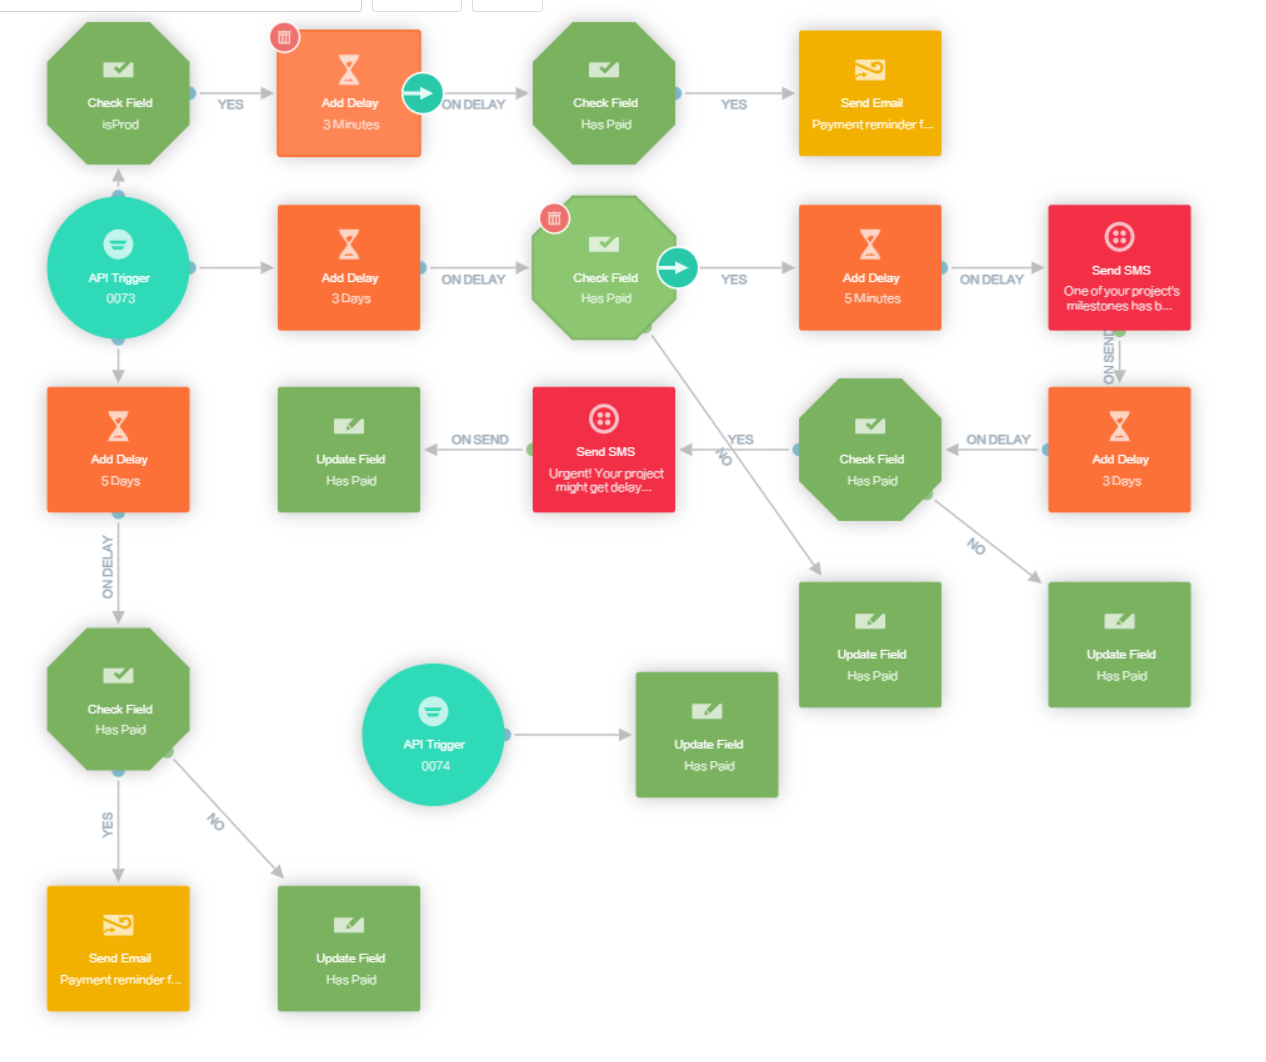 Check Field
isProd
YES
Add Delay
3 Minutes
ON DELAY
Check Field
Has Paid
YES
Send Email
Payment reminder f...
API Trigger
0073
Add Delay
3 Days
ON DELAY
Check Field
Has Paid
YES
Add Delay
5 Minutes
ON DELAY
Send SMS
One of your project's
milestones has b...
ON SEND
Add Delay
5 Days
Update Field
Has Paid
ON SEND
Send SMS
Urgent! Your project
might get delay...
YES
NO
Check Field
Has Paid
ON DELAY
Add Delay
3 Days
NO
ON DELAY
Update Field
Has Paid
Update Field
Has Paid
Check Field
Has Paid
API Trigger
0074
Update Field
Has Paid
YES
NO
Send Email
Payment reminder f...
Update Field
Has Paid